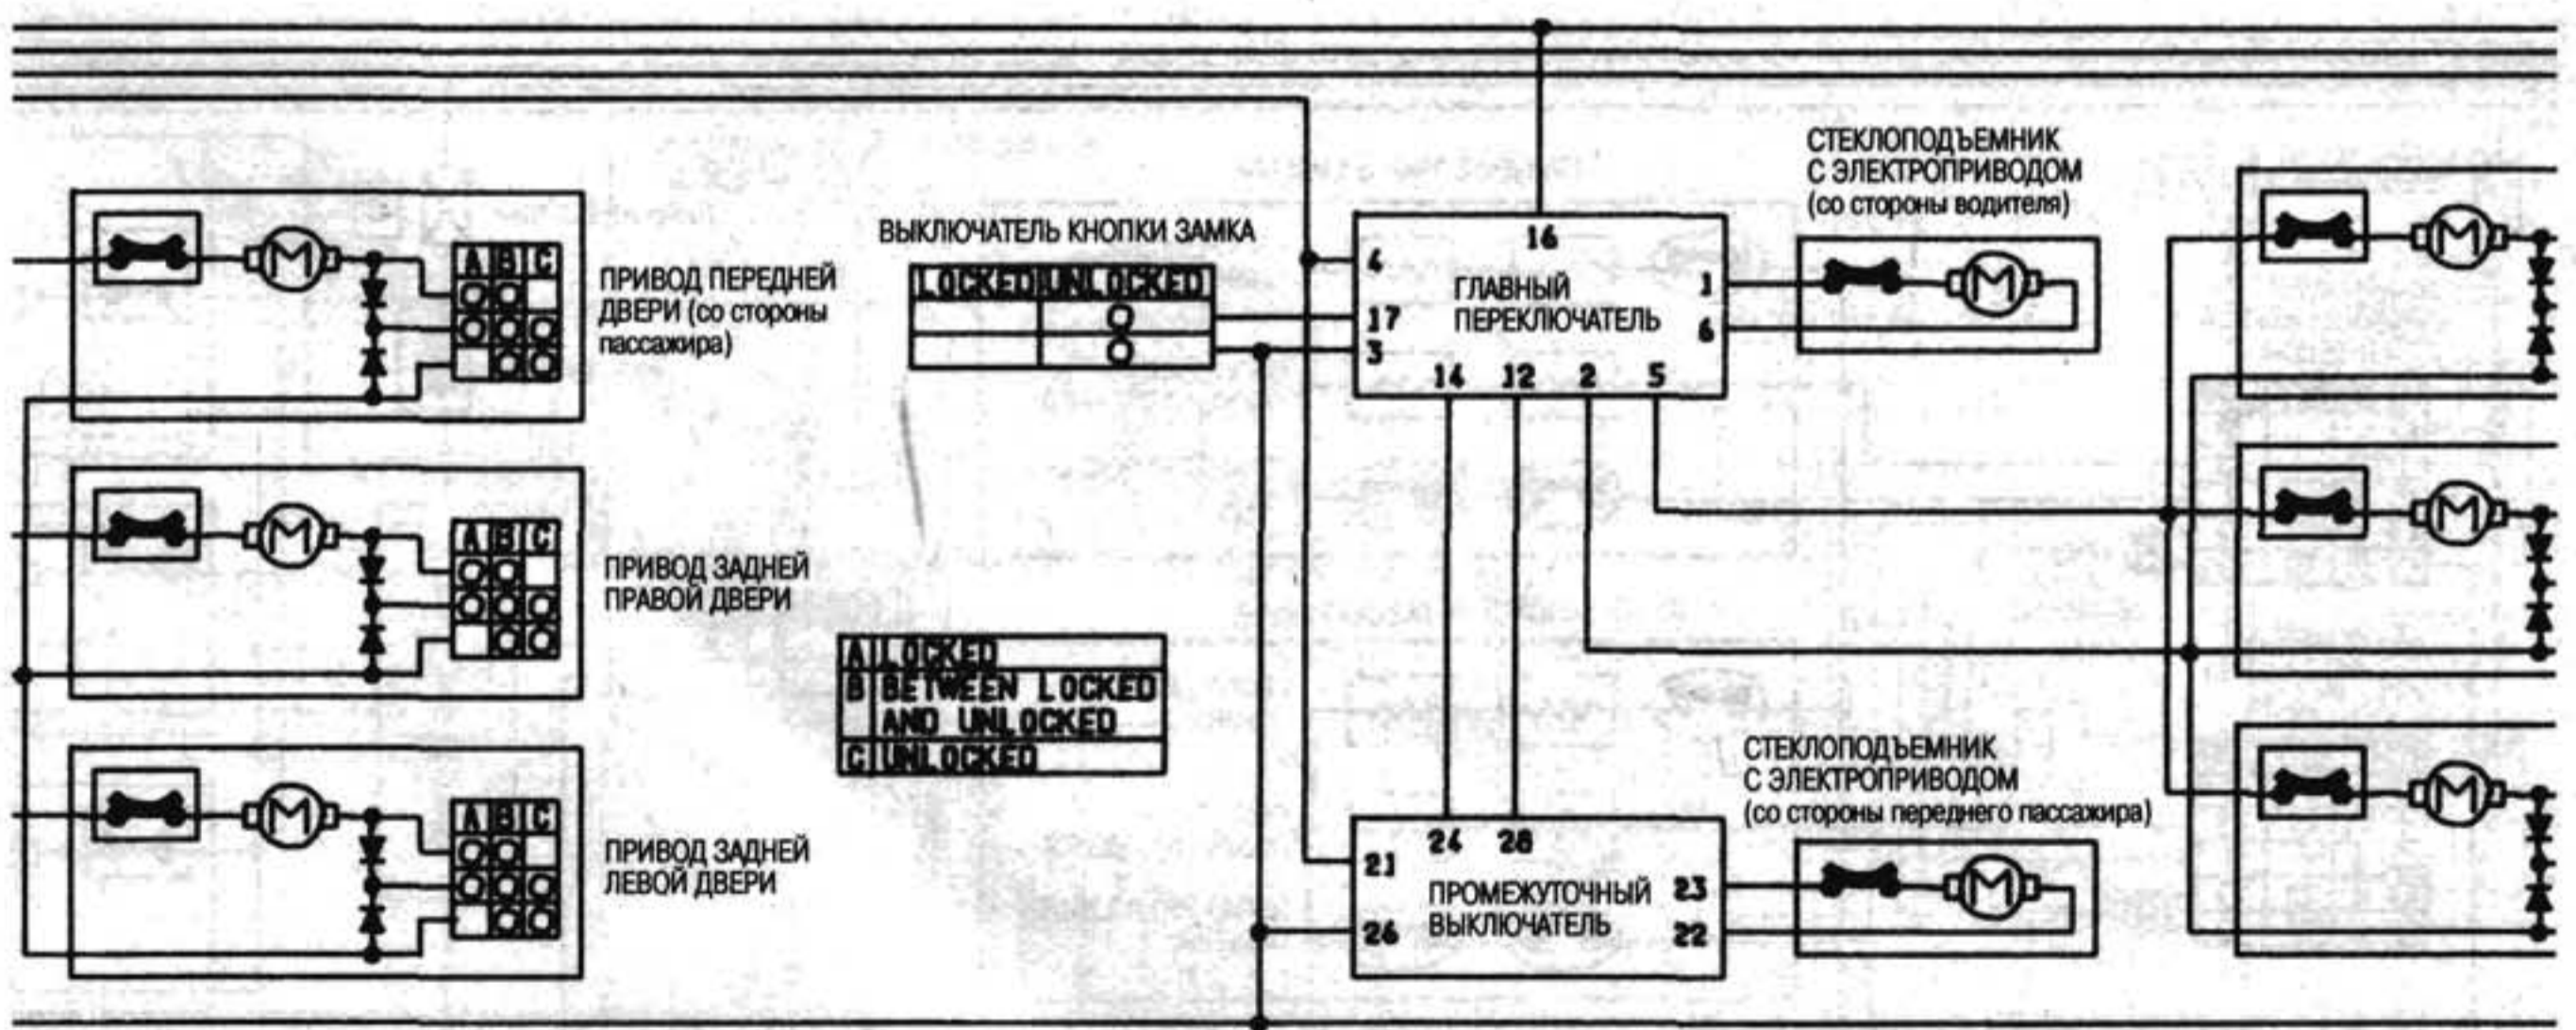 СТЕКЛОПОДЪЕМНИК
С ЭЛЕКТРОПРИВОДОМ
(со стороны водителя)
ВЫКЛЮЧАТЕЛЬ КНОПКИ ЗАМКА
LOCKED UNLOCKED
16
4
17
3
ГЛАВНЫЙ
ПЕРЕКЛЮЧАТЕЛЬ
1
6
14 12 2 5
M
M
A B C
ПРИВОД ПЕРЕДНЕЙ
ДВЕРИ (со стороны
пассажира)
M
M
A B C
ПРИВОД ЗАДНЕЙ
ПРАВОЙ ДВЕРИ
M
A LOCKED
B BETWEEN LOCKED
AND UNLOCKED
C UNLOCKED
M
A B C
ПРИВОД ЗАДНЕЙ
ЛЕВОЙ ДВЕРИ
СТЕКЛОПОДЪЕМНИК
С ЭЛЕКТРОПРИВОДОМ
(со стороны переднего пассажира)
24 28
21
26
ПРОМЕЖУТОЧНЫЙ
ВЫКЛЮЧАТЕЛЬ
23
22
M
M